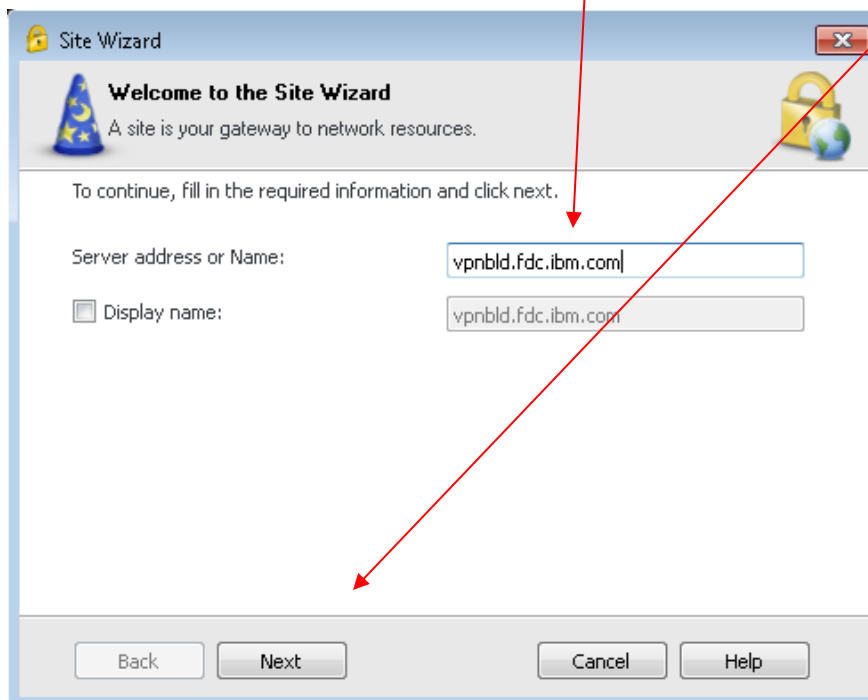 Site Wizard
Welcome to the Site Wizard
A site is your gateway to network resources.
To continue, fill in the required information and click next.
Server address or Name: vpnbld.fdc.ibm.com
Display name: vpnbld.fdc.ibm.com
Back Next Cancel Help